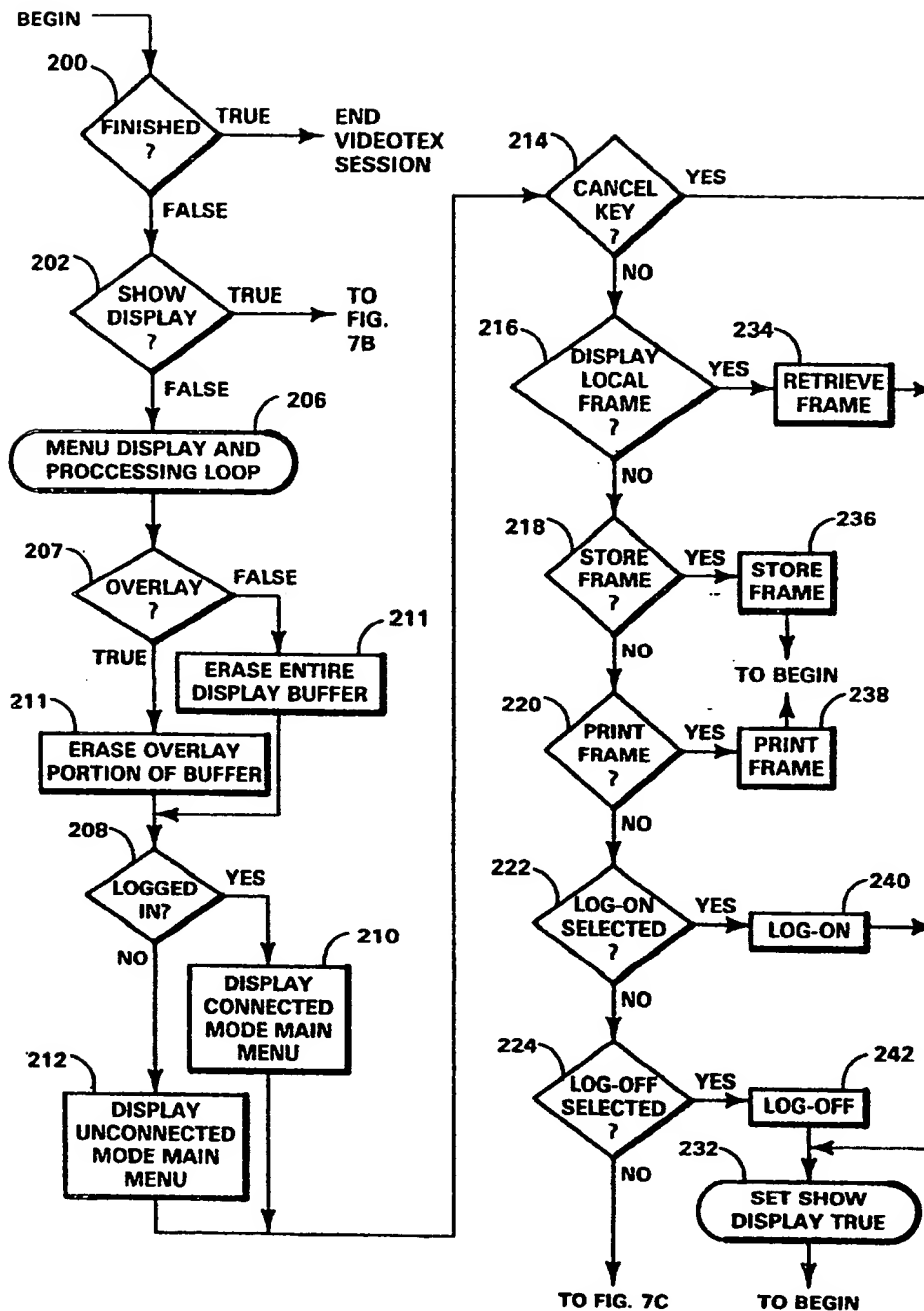 BEGIN
200
FINISHED
?
TRUE
END
VIDEOTEX
SESSION
FALSE
202
SHOW
DISPLAY
?
TRUE
TO
FIG.
7B
FALSE
206
MENU DISPLAY AND
PROCCESSING LOOP
207
OVERLAY
?
FALSE
TRUE
211
ERASE ENTIRE
DISPLAY BUFFER
211
ERASE OVERLAY
PORTION OF BUFFER
208
LOGGED
IN?
YES
NO
210
DISPLAY
CONNECTED
MODE MAIN
MENU
212
DISPLAY
UNCONNECTED
MODE MAIN
MENU
214
CANCEL
KEY
?
YES
NO
216
DISPLAY
LOCAL
FRAME
?
YES
234
RETRIEVE
FRAME
NO
218
STORE
FRAME
?
YES
236
STORE
FRAME
NO
TO BEGIN
220
PRINT
FRAME
?
YES
238
PRINT
FRAME
NO
222
LOG-ON
SELECTED
?
YES
240
LOG-ON
NO
224
LOG-OFF
SELECTED
?
YES
242
LOG-OFF
NO
232
SET SHOW
DISPLAY TRUE
TO FIG. 7C
TO BEGIN